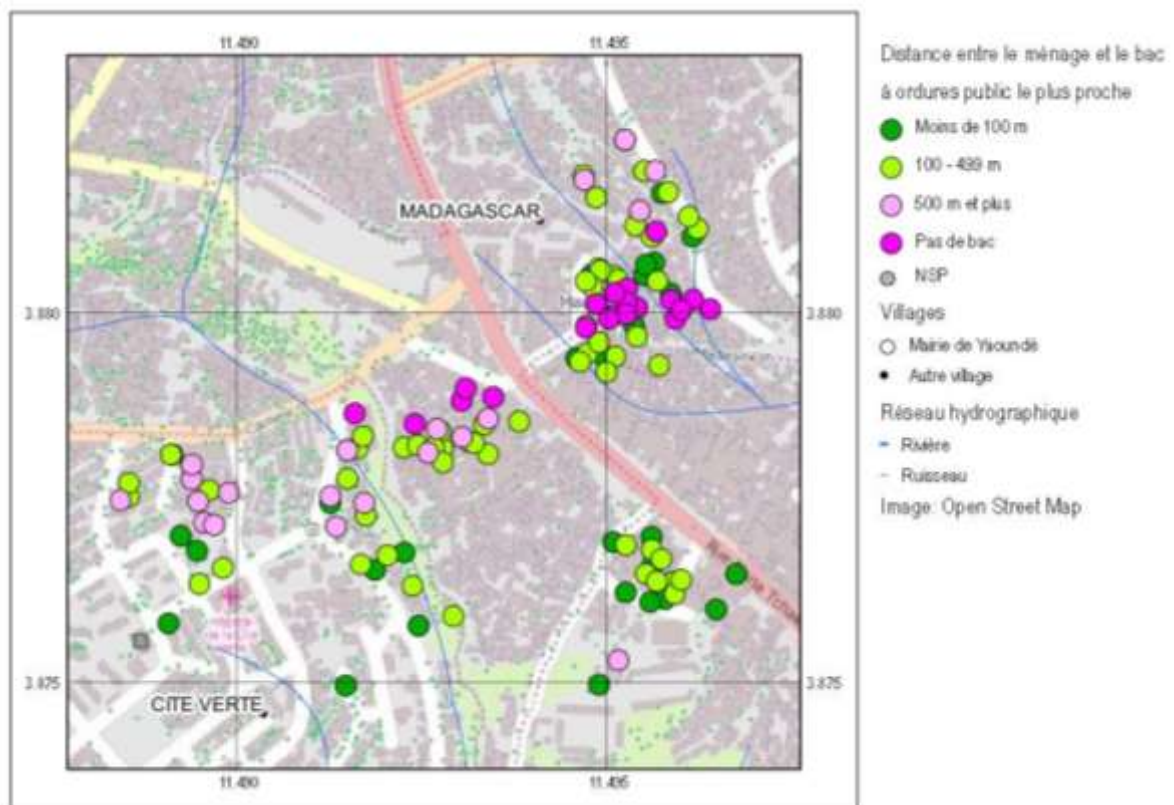 11.490 11.495
MADAGASCAR
3.880 3.880
3.875 3.875
CITE VERTE
11.490 11.495
Distance entre le ménage et le bac
à ordures public le plus proche
Moins de 100 m
100 - 499 m
500 m et plus
Pas de bac
NSP
Villages
Mairie de Yaoundé
Autre village
Réseau hydrographique
Rivière
Ruisseau
Image: Open Street Map